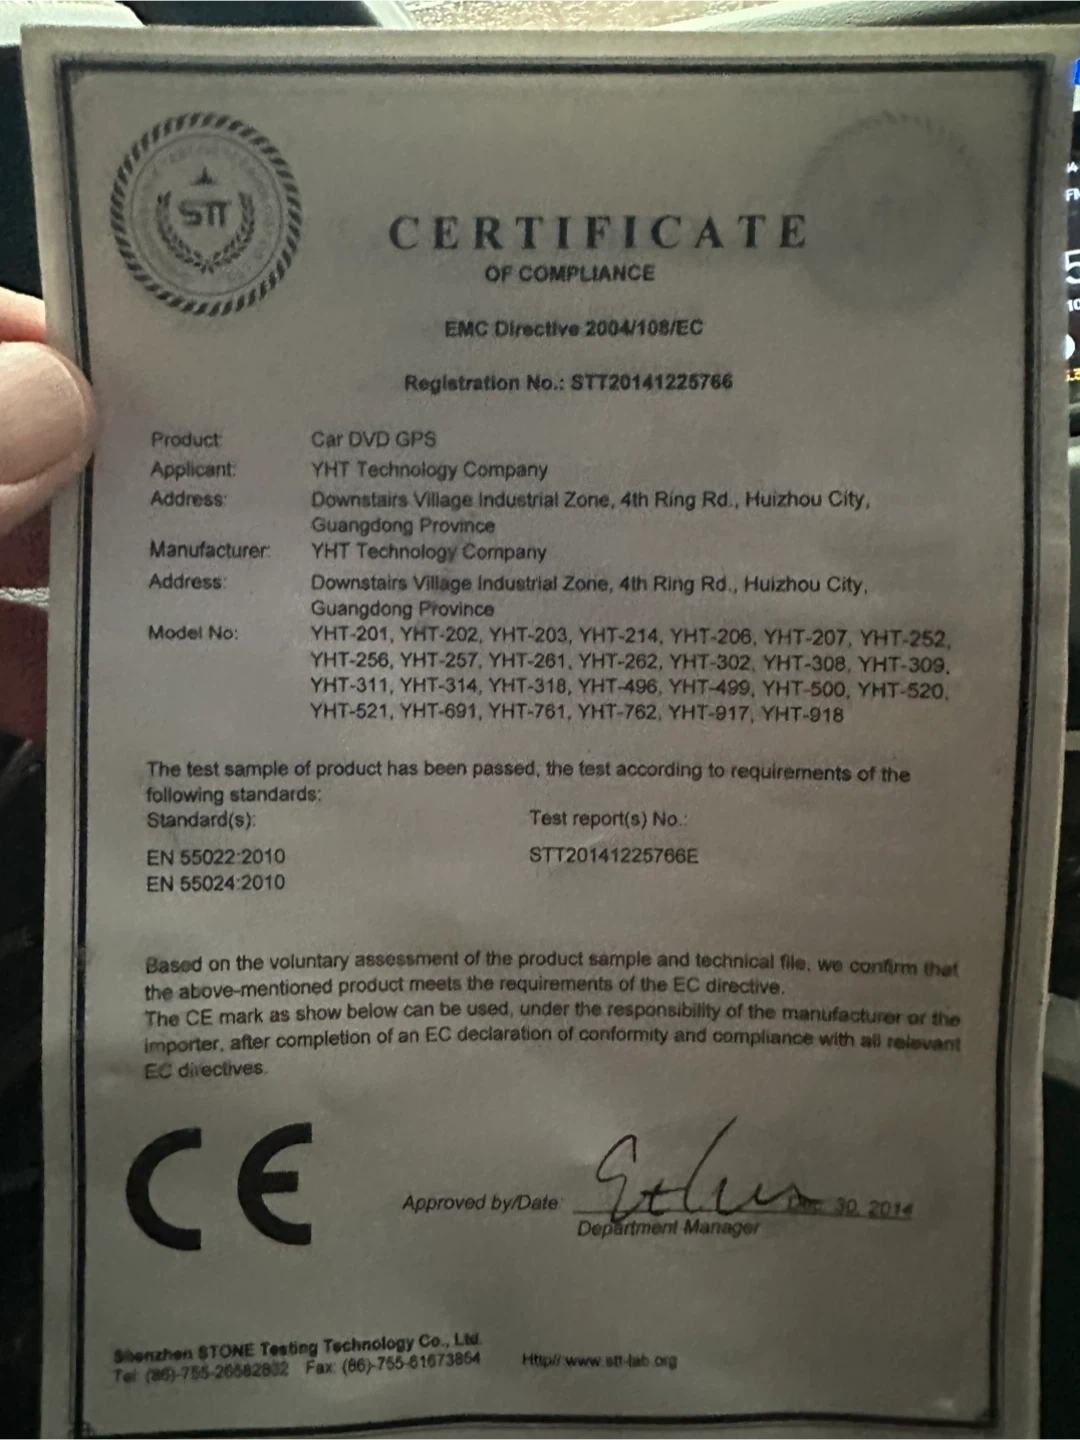 STT
CERTIFICATE
OF COMPLIANCE
EMC Directive 2004/108/EC
Registration No.: STT20141225766
Product: Car DVD GPS
Applicant: YHT Technology Company
Address: Downstairs Village Industrial Zone, 4th Ring Rd., Huizhou City,
Guangdong Province
Manufacturer: YHT Technology Company
Address: Downstairs Village Industrial Zone, 4th Ring Rd., Huizhou City,
Guangdong Province
Model No: YHT-201, YHT-202, YHT-203, YHT-214, YHT-206, YHT-207, YHT-252,
YHT-256, YHT-257, YHT-261, YHT-262, YHT-302, YHT-308, YHT-309,
YHT-311, YHT-314, YHT-318, YHT-496, YHT-499, YHT-500, YHT-520,
YHT-521, YHT-691, YHT-761, YHT-762, YHT-917, YHT-918
The test sample of product has been passed, the test according to requirements of the
following standards:
Standard(s): Test report(s) No.:
EN 55022:2010 STT20141225766E
EN 55024:2010
Based on the voluntary assessment of the product sample and technical file, we confirm that
the above-mentioned product meets the requirements of the EC directive.
The CE mark as show below can be used, under the responsibility of the manufacturer or the
importer, after completion of an EC declaration of conformity and compliance with all relevant
EC directives.
CE
Approved by/Date: Dec. 30, 2014
Department Manager
Shenzhen STONE Testing Technology Co., Ltd.
Tel: (86)-755-26582802 Fax: (86)-755-61673854 Http//www.stt-lab.org